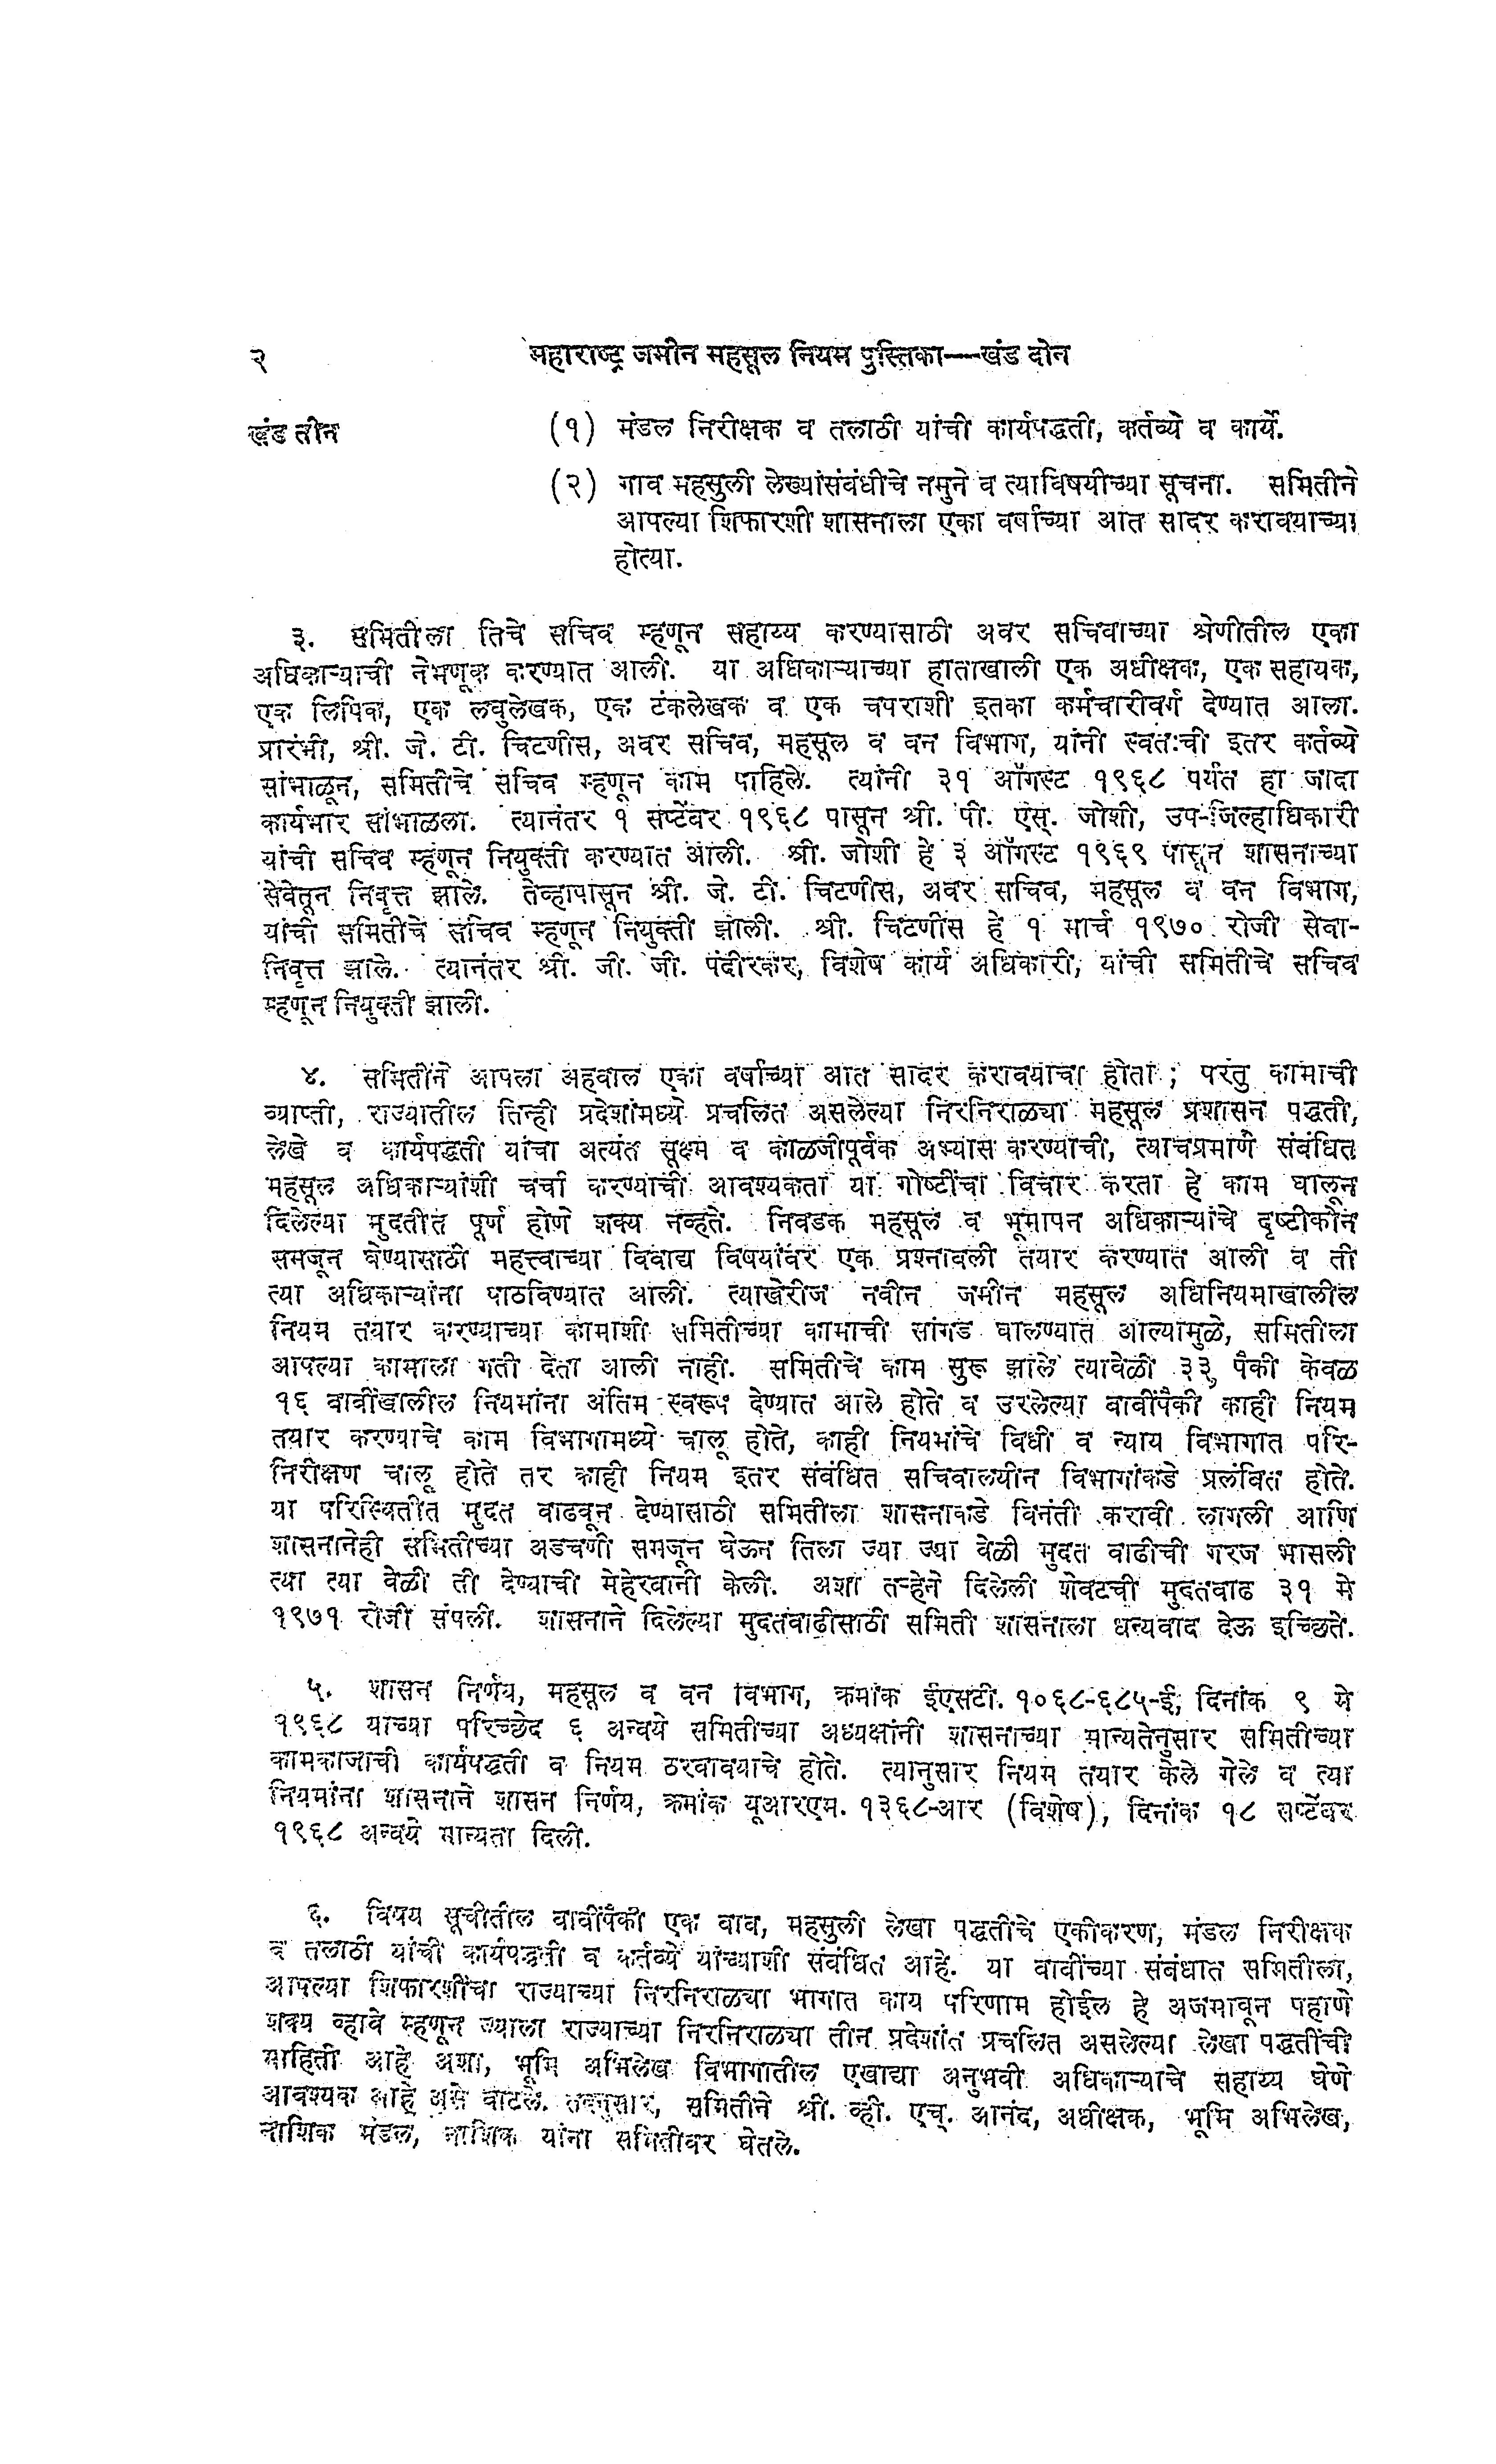 २ महाराष्ट्र जमीन महसूल नियम पुस्तिका—खंड दोन
खंड तीन (१) मंडल निरीक्षक व तलाठी यांची कार्यपद्धती, कर्तव्ये व कार्ये.
(२) गाव महसुली लेख्यांसंबंधीचे नमुने व त्याविषयीच्या सूचना. समितीने
आपल्या शिफारशी शासनाला एका वर्षाच्या आत सादर करावयाच्या
होत्या.
३. समितीला तिचे सचिव म्हणून सहाय्य करण्यासाठी अवर सचिवाच्या श्रेणीतील एका
अधिकाऱ्याची नेमणूक करण्यात आली. या अधिकाऱ्याच्या हाताखाली एक अधीक्षक, एक सहायक,
एक लिपिक, एक लघुलेखक, एक टंकलेखक व एक चपराशी इतका कर्मचारीवर्ग देण्यात आला.
प्रारंभी, श्री. जे. टी. चिटणीस, अवर सचिव, महसूल व वन विभाग, यांनी स्वतःची इतर कर्तव्ये
सांभाळून, समितीचे सचिव म्हणून काम पाहिले. त्यांनी ३१ ऑगस्ट १९६८ पर्यंत हा जादा
कार्यभार सांभाळला. त्यानंतर १ सप्टेंबर १९६८ पासून श्री. पी. एस्. जोशी, उप-जिल्हाधिकारी
यांची सचिव म्हणून नियुक्ती करण्यात आली. श्री. जोशी हे ३ ऑगस्ट १९६९ पासून शासनाच्या
सेवेतून निवृत्त झाले. तेव्हापासून श्री. जे. टी. चिटणीस, अवर सचिव, महसूल व वन विभाग,
यांची समितीचे सचिव म्हणून नियुक्ती झाली. श्री. चिटणीस हे १ मार्च १९७० रोजी सेवा-
निवृत्त झाले. त्यानंतर श्री. जी. जी. पंदीरकर, विशेष कार्य अधिकारी, यांची समितीचे सचिव
म्हणून नियुक्ती झाली.
४. समितीने आपला अहवाल एका वर्षाच्या आत सादर करावयाचा होता; परंतु कामाची
व्याप्ती, राज्यातील तिन्ही प्रदेशांमध्ये प्रचलित असलेल्या निरनिराळ्या महसूल प्रशासन पद्धती,
लेखे व कार्यपद्धती यांचा अत्यंत सूक्ष्म व काळजीपूर्वक अभ्यास करण्याची, त्याचप्रमाणे संबंधित
महसूल अधिकाऱ्यांशी चर्चा करण्याची आवश्यकता या गोष्टींचा विचार करता हे काम घालून
दिलेल्या मुदतीत पूर्ण होणे शक्य नव्हते. निवडक महसूल व भूमापन अधिकाऱ्यांचे दृष्टीकोन
समजून घेण्यासाठी महत्त्वाच्या विवाद्य विषयांवर एक प्रश्नावली तयार करण्यात आली व ती
त्या अधिकाऱ्यांना पाठविण्यात आली. त्याखेरीज नवीन जमीन महसूल अधिनियमाखालील
नियम तयार करण्याच्या कामाशी समितीच्या कामाची सांगड घालण्यात आल्यामुळे, समितीला
आपल्या कामाला गती देता आली नाही. समितीचे काम सुरू झाले त्यावेळी ३३ पैकी केवळ
१६ बाबींखालील नियमांना अंतिम स्वरूप देण्यात आले होते व उरलेल्या बाबींपैकी काही नियम
तयार करण्याचे काम विभागामध्ये चालू होते, काही नियमांचे विधी व न्याय विभागात परि-
निरीक्षण चालू होते तर काही नियम इतर संबंधित सचिवालयीन विभागांकडे प्रलंबित होते.
या परिस्थितीत मुदत वाढवून देण्यासाठी समितीला शासनाकडे विनंती करावी लागली आणि
शासनानेही समितीच्या अडचणी समजून घेऊन तिला ज्या ज्या वेळी मुदत वाढीची गरज भासली
त्या त्या वेळी ती देण्याची मेहेरबानी केली. अशा तऱ्हेने दिलेली शेवटची मुदतवाढ ३१ मे
१९७१ रोजी संपली. शासनाने दिलेल्या मुदतवाढीसाठी समिती शासनाला धन्यवाद देऊ इच्छिते.
५. शासन निर्णय, महसूल व वन विभाग, क्रमांक ईएसटी. १०६८-६८५-ई, दिनांक ९ मे
१९६८ याच्या परिच्छेद ६ अन्वये समितीच्या अध्यक्षांनी शासनाच्या मान्यतेनुसार समितीच्या
कामकाजाची कार्यपद्धती व नियम ठरवावयाचे होते. त्यानुसार नियम तयार केले गेले व त्या
नियमांना शासनाने शासन निर्णय, क्रमांक यूआरएम. १३६८-आर (विशेष), दिनांक १८ सप्टेंबर
१९६८ अन्वये मान्यता दिली.
६. विषय सूचीतील बाबींपैकी एक बाब, महसुली लेखा पद्धतीचे एकीकरण, मंडल निरीक्षक
व तलाठी यांची कार्यपद्धती व कर्तव्ये यांच्याशी संबंधित आहे. या बाबींच्या संबंधात समितीला,
आपल्या शिफारशींचा राज्याच्या निरनिराळ्या भागात काय परिणाम होईल हे अजमावून पहाणे
शक्य व्हावे म्हणून ज्याला राज्याच्या निरनिराळ्या तीन प्रदेशांत प्रचलित असलेल्या लेखा पद्धतींची
माहिती आहे अशा, भूमि अभिलेख विभागातील एखाद्या अनुभवी अधिकाऱ्याचे सहाय्य घेणे
आवश्यक आहे असे वाटले. तदनुसार, समितीने श्री. व्ही. एच्. आनंद, अधीक्षक, भूमि अभिलेख,
नाशिक मंडल, नाशिक यांना समितीवर घेतले.